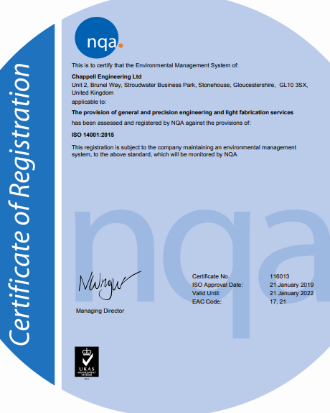 nqa.
This is to certify that the Environmental Management System of:
Chappell Engineering Ltd
Unit 2, Brunel Way, Stroudwater Business Park, Stonehouse, Gloucestershire, GL10 3SX,
United Kingdom
applicable to:
The provision of general and precision engineering and light fabrication services
has been assessed and registered by NQA against the provisions of:
ISO 14001:2015
This registration is subject to the company maintaining an environmental management
system, to the above standard, which will be monitored by NQA
Certificate of Registration
nqa
Managing Director
Certificate No. 116013
ISO Approval Date: 21 January 2019
Valid Until: 21 January 2022
EAC Code: 17, 21
UKAS